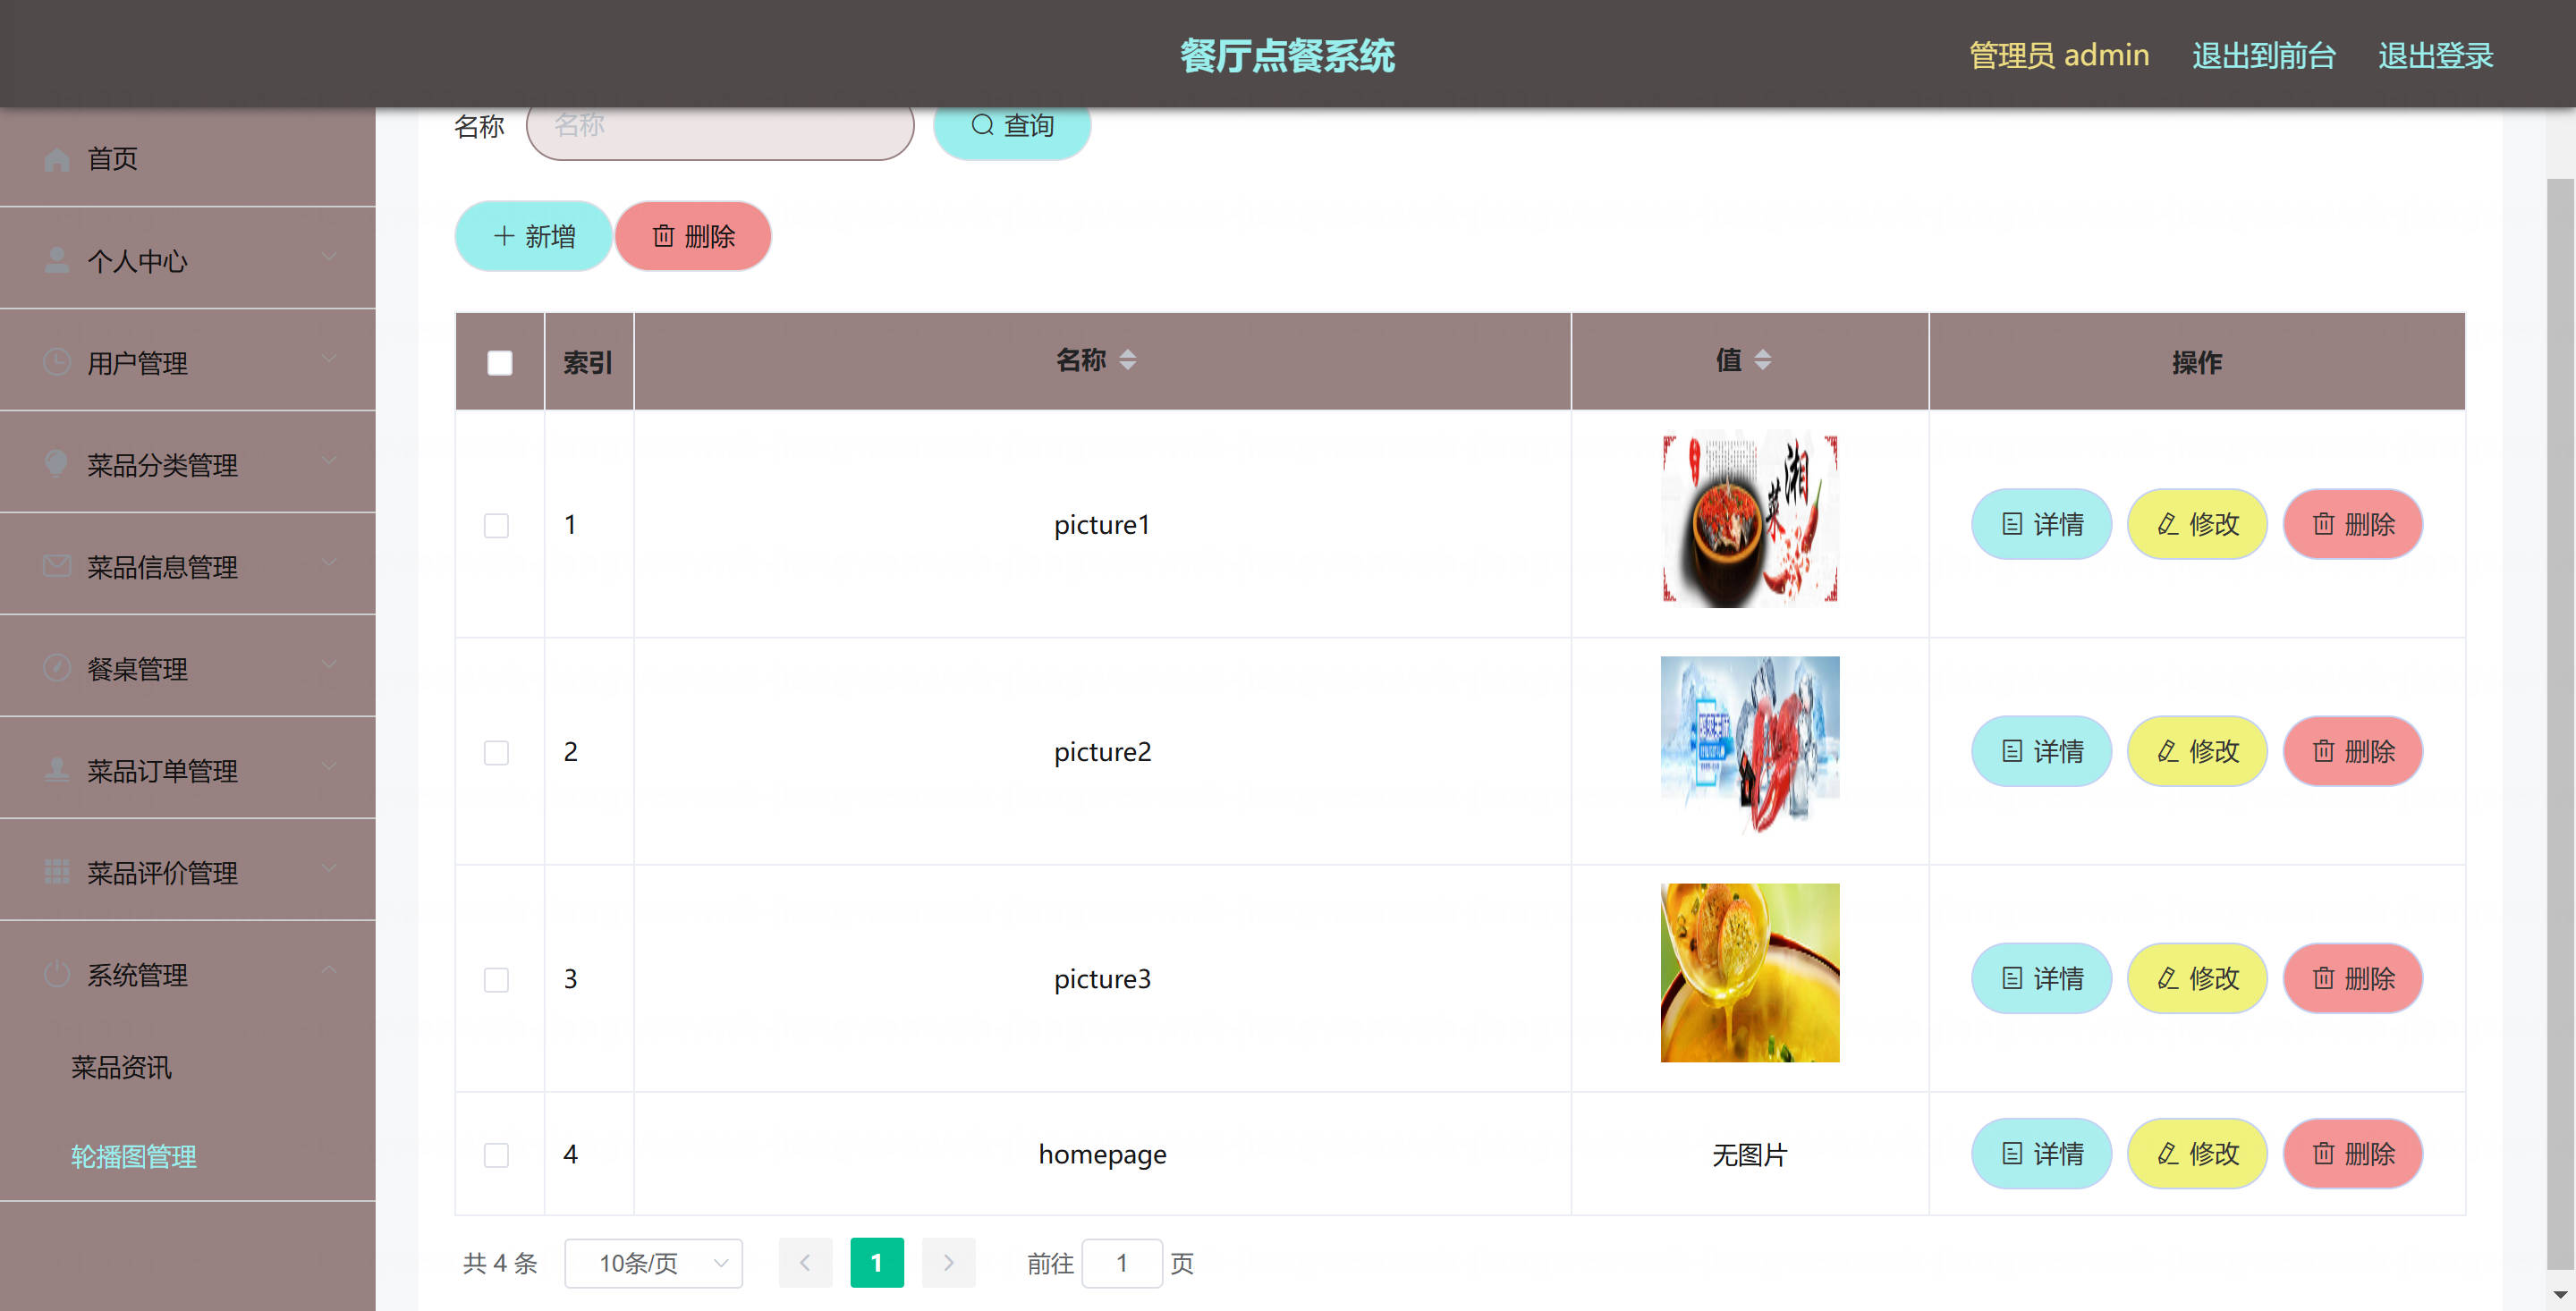 餐厅点餐系统
管理员 admin
退出到前台
退出登录
首页
个人中心
用户管理
菜品分类管理
菜品信息管理
餐桌管理
菜品订单管理
菜品评价管理
系统管理
菜品资讯
轮播图管理
名称 名称 查询
新增 删除
索引 名称 值 操作
1 picture1 湘菜 详情 修改 删除
2 picture2 详情 修改 删除
3 picture3 详情 修改 删除
4 homepage 无图片 详情 修改 删除
共 4 条 10条/页 1 前往 1 页